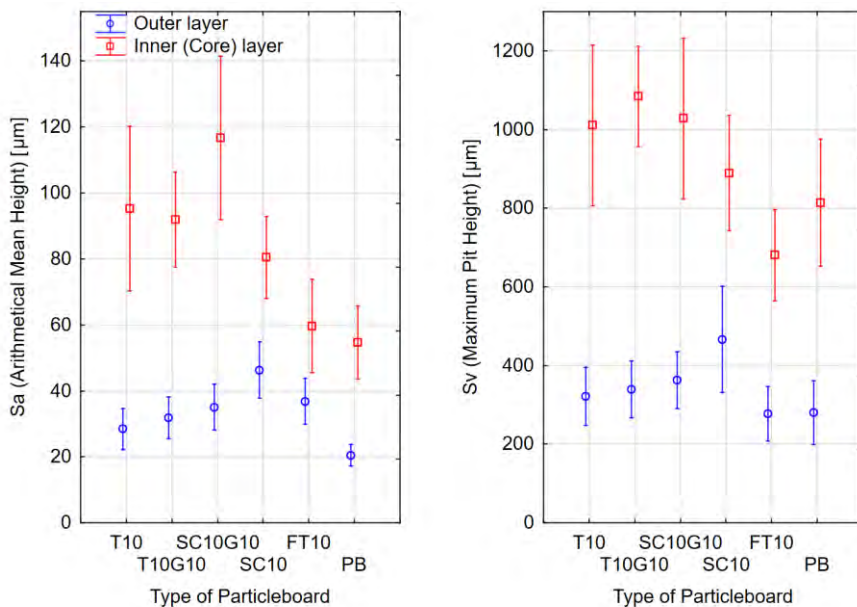 Outer layer
Inner (Core) layer
Sa (Arithmetical Mean Height) [µm]
140
120
100
80
60
40
20
0
T10 SC10G10 FT10
T10G10 SC10 PB
Type of Particleboard
Sv (Maximum Pit Height) [µm]
1200
1000
800
600
400
200
0
T10 SC10G10 FT10
T10G10 SC10 PB
Type of Particleboard